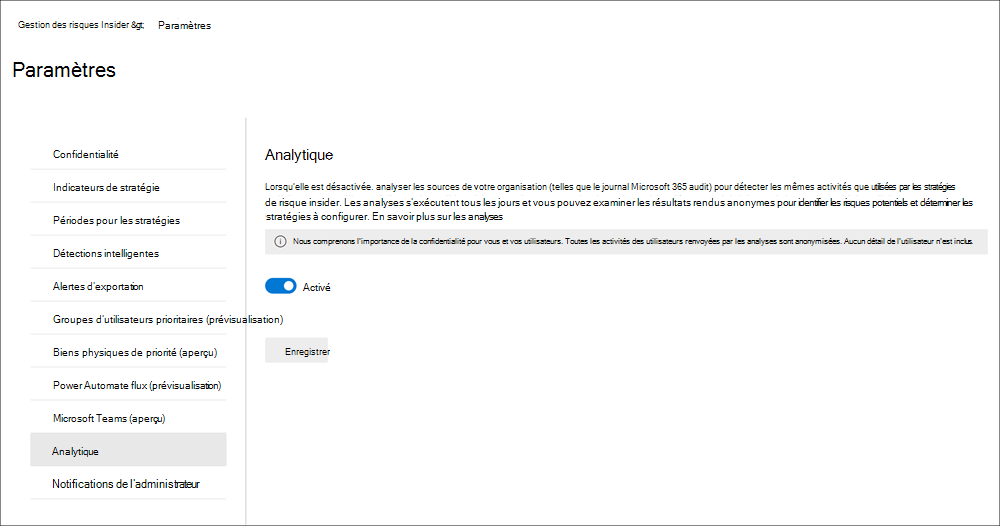 Gestion des risques Insider &gt; Paramètres
Paramètres
Confidentialité
Indicateurs de stratégie
Périodes pour les stratégies
Détections intelligentes
Alertes d'exportation
Groupes d'utilisateurs prioritaires (prévisualisation)
Biens physiques de priorité (aperçu)
Power Automate flux (prévisualisation)
Microsoft Teams (aperçu)
Analytique
Notifications de l'administrateur
Analytique
Lorsqu'elle est désactivée. analyser les sources de votre organisation (telles que le journal Microsoft 365 audit) pour détecter les mêmes activités que utilisées par les stratégies
de risque insider. Les analyses s'exécutent tous les jours et vous pouvez examiner les résultats rendus anonymes pour identifier les risques potentiels et déterminer les
stratégies à configurer. En savoir plus sur les analyses
Nous comprenons l'importance de la confidentialité pour vous et vos utilisateurs. Toutes les activités des utilisateurs renvoyées par les analyses sont anonymisées. Aucun détail de l'utilisateur n'est inclus.
Activé
Enregistrer